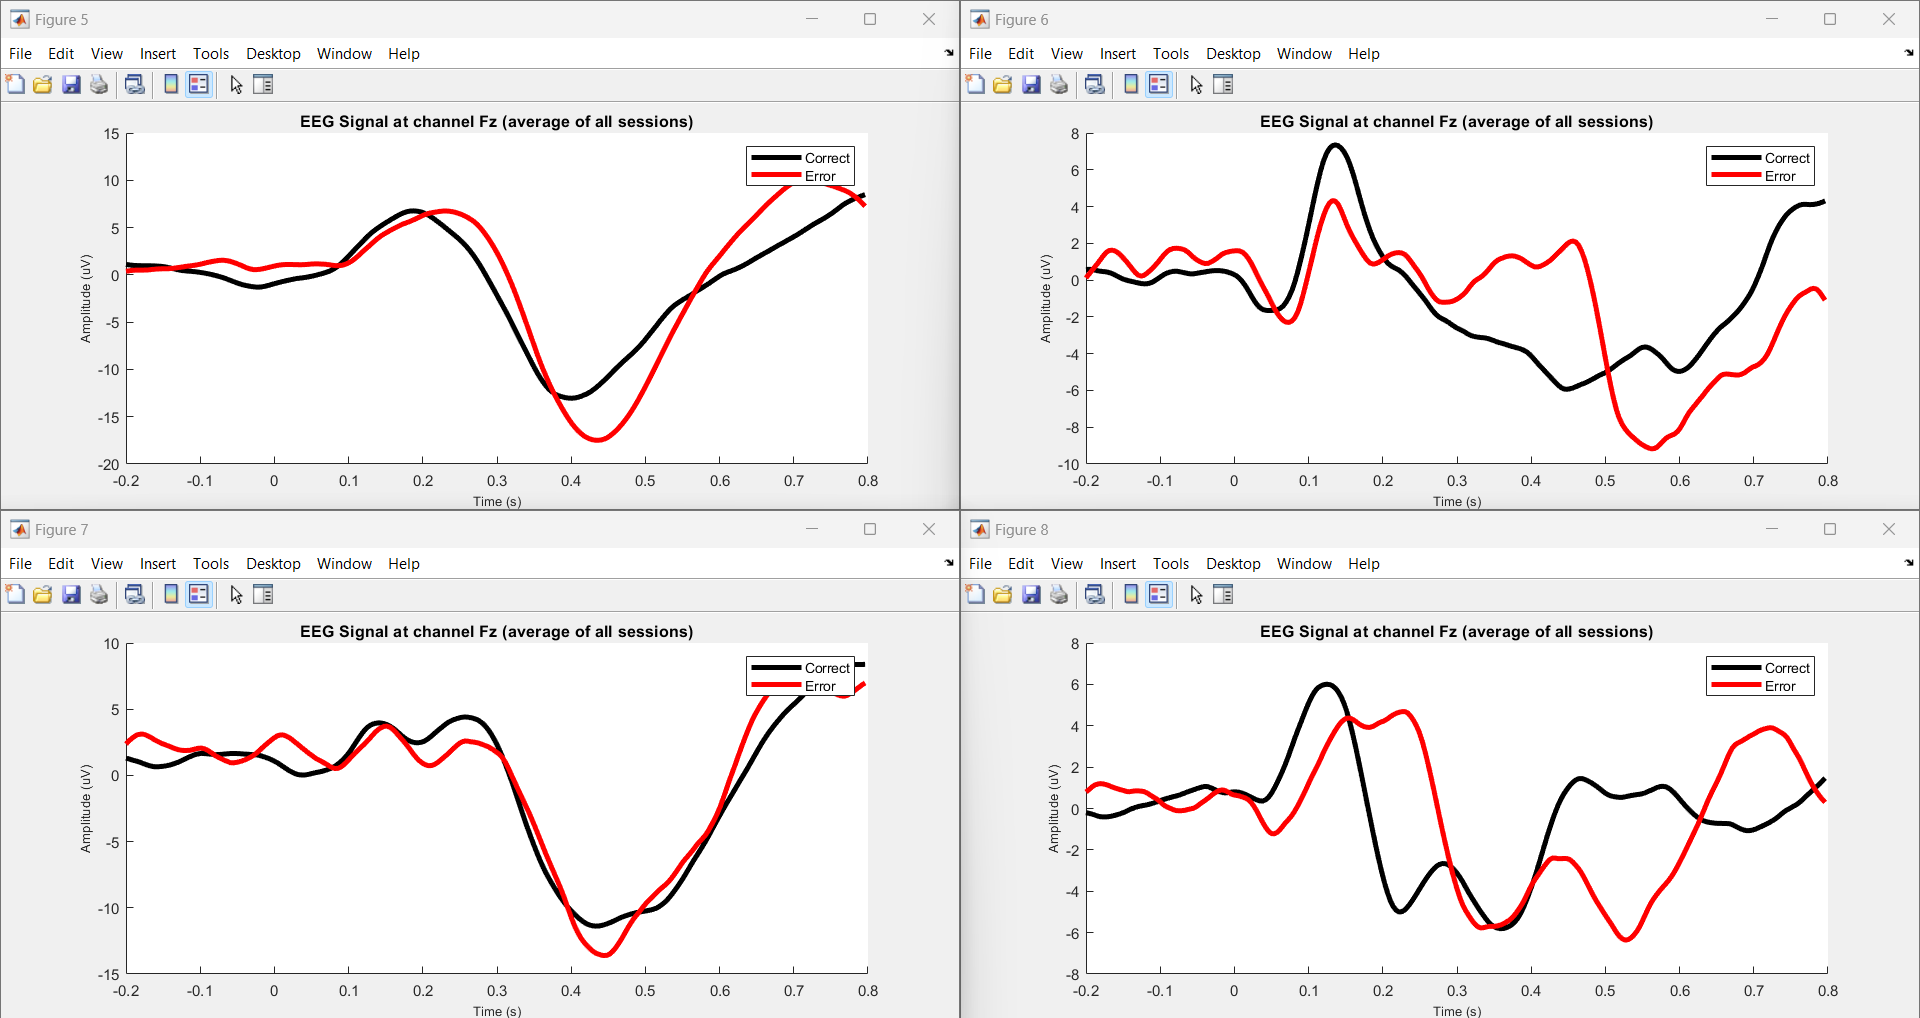 Figure 5
File Edit View Insert Tools Desktop Window Help
EEG Signal at channel Fz (average of all sessions)
Correct
Error
Amplitude (uV)
15
10
5
0
-5
-10
-15
-20
-0.2 -0.1 0 0.1 0.2 0.3 0.4 0.5 0.6 0.7 0.8
Time (s)
Figure 6
File Edit View Insert Tools Desktop Window Help
EEG Signal at channel Fz (average of all sessions)
Correct
Error
Amplitude (uV)
8
6
4
2
0
-2
-4
-6
-8
-10
-0.2 -0.1 0 0.1 0.2 0.3 0.4 0.5 0.6 0.7 0.8
Time (s)
Figure 7
File Edit View Insert Tools Desktop Window Help
EEG Signal at channel Fz (average of all sessions)
Correct
Error
Amplitude (uV)
10
5
0
-5
-10
-15
-0.2 -0.1 0 0.1 0.2 0.3 0.4 0.5 0.6 0.7 0.8
Time (s)
Figure 8
File Edit View Insert Tools Desktop Window Help
EEG Signal at channel Fz (average of all sessions)
Correct
Error
Amplitude (uV)
8
6
4
2
0
-2
-4
-6
-8
-0.2 -0.1 0 0.1 0.2 0.3 0.4 0.5 0.6 0.7 0.8
Time (s)